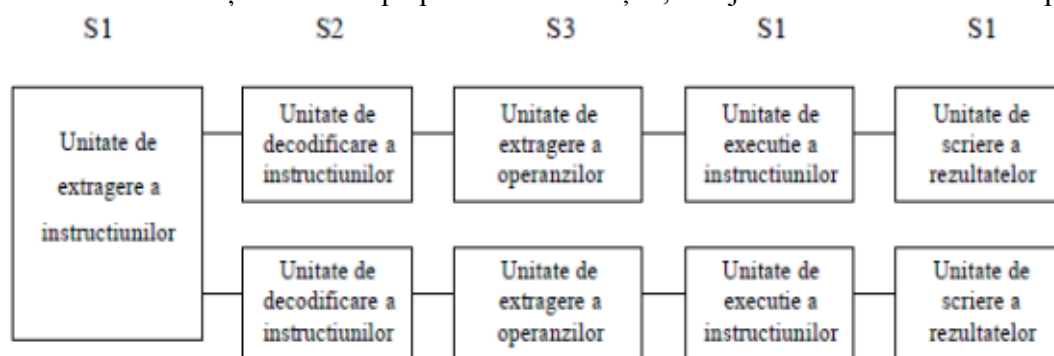 S1 S2 S3 S1 S1
Unitate de
extragere a
instructiunilor
Unitate de
decodificare a
instructiunilor
Unitate de
extragere a
operanzilor
Unitate de
executie a
instructiunilor
Unitate de
scriere a
rezultatelor
Unitate de
decodificare a
instructiunilor
Unitate de
extragere a
operanzilor
Unitate de
executie a
instructiunilor
Unitate de
scriere a
rezultatelor